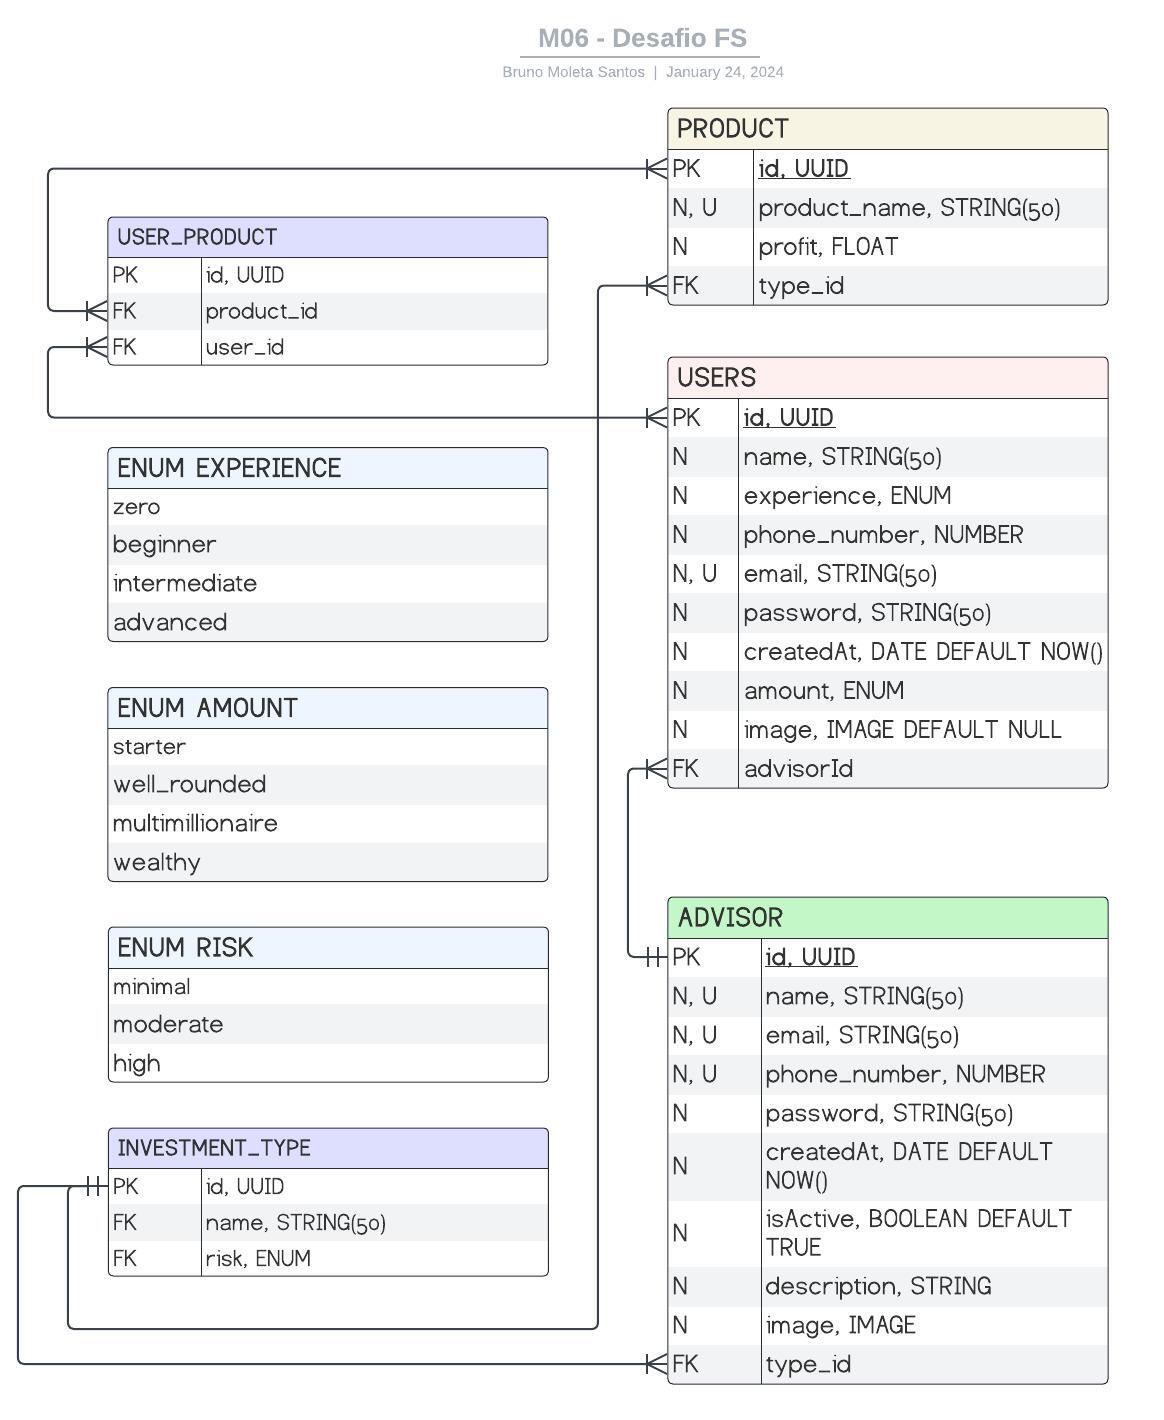 M06 - Desafio FS
Bruno Moleta Santos | January 24, 2024
PRODUCT
PK id, UUID
N, U product_name, STRING(50)
N profit, FLOAT
FK type_id
USER_PRODUCT
PK id, UUID
FK product_id
FK user_id
USERS
PK id, UUID
N name, STRING(50)
N experience, ENUM
N phone_number, NUMBER
N, U email, STRING(50)
N password, STRING(50)
N createdAt, DATE DEFAULT NOW()
N amount, ENUM
N image, IMAGE DEFAULT NULL
FK advisorId
ENUM EXPERIENCE
zero
beginner
intermediate
advanced
ENUM AMOUNT
starter
well_rounded
multimillionaire
wealthy
ENUM RISK
minimal
moderate
high
INVESTMENT_TYPE
PK id, UUID
FK name, STRING(50)
FK risk, ENUM
ADVISOR
PK id, UUID
N, U name, STRING(50)
N, U email, STRING(50)
N, U phone_number, NUMBER
N password, STRING(50)
N createdAt, DATE DEFAULT
NOW()
N isActive, BOOLEAN DEFAULT
TRUE
N description, STRING
N image, IMAGE
FK type_id